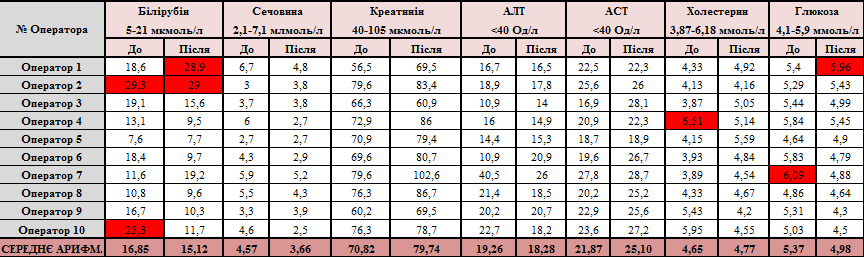 № Оператора Білірубін Сечовина Креатинін АЛТ АСТ Холестерин Глюкоза
5-21 мкмоль/л 2,1-7,1 млмоль/л 40-105 мкмоль/л <40 Од/л <40 Од/л 3,87-6,18 ммоль/л 4,1-5,9 ммоль/л
До Після До Після До Після До Після До Після До Після До Після
Оператор 1 18,6 28,9 6,7 4,8 56,5 69,5 16,7 16,5 22,5 22,3 4,33 4,92 5,4 5,96
Оператор 2 29,3 29 3 3,8 79,6 83,4 18,9 17,8 25,6 26 4,13 4,16 5,29 5,43
Оператор 3 19,1 15,6 3,7 3,8 66,3 60,9 10,9 14 16,9 28,1 3,87 5,05 5,44 4,99
Оператор 4 13,1 9,5 6 2,7 72,9 86 16 14,9 20,9 22,3 6,51 5,14 5,84 5,45
Оператор 5 7,6 7,7 2,7 2,7 70,9 79,4 14,4 15,3 18,7 18,9 4,15 5,59 4,64 4,9
Оператор 6 18,4 9,7 4,3 2,9 69,6 80,7 10,9 20,9 19,6 26,7 3,93 4,84 5,83 4,79
Оператор 7 11,6 19,2 5,9 5,2 79,6 102,6 40,5 26 27,8 28,7 3,89 4,54 6,09 4,88
Оператор 8 10,8 9,6 5,5 4,3 76,3 86,7 21,4 18,5 20,2 25,2 4,33 4,67 4,86 4,64
Оператор 9 16,7 10,3 3,3 3,9 60,2 69,5 20,2 20,7 22,9 25,6 5,43 4,2 5,31 4,3
Оператор 10 23,3 11,7 4,6 2,5 76,3 78,7 22,7 18,2 23,6 27,2 5,95 4,55 5,03 4,5
СЕРЕДНЄ АРИФМ. 16,85 15,12 4,57 3,66 70,82 79,74 19,26 18,28 21,87 25,10 4,65 4,77 5,37 4,98